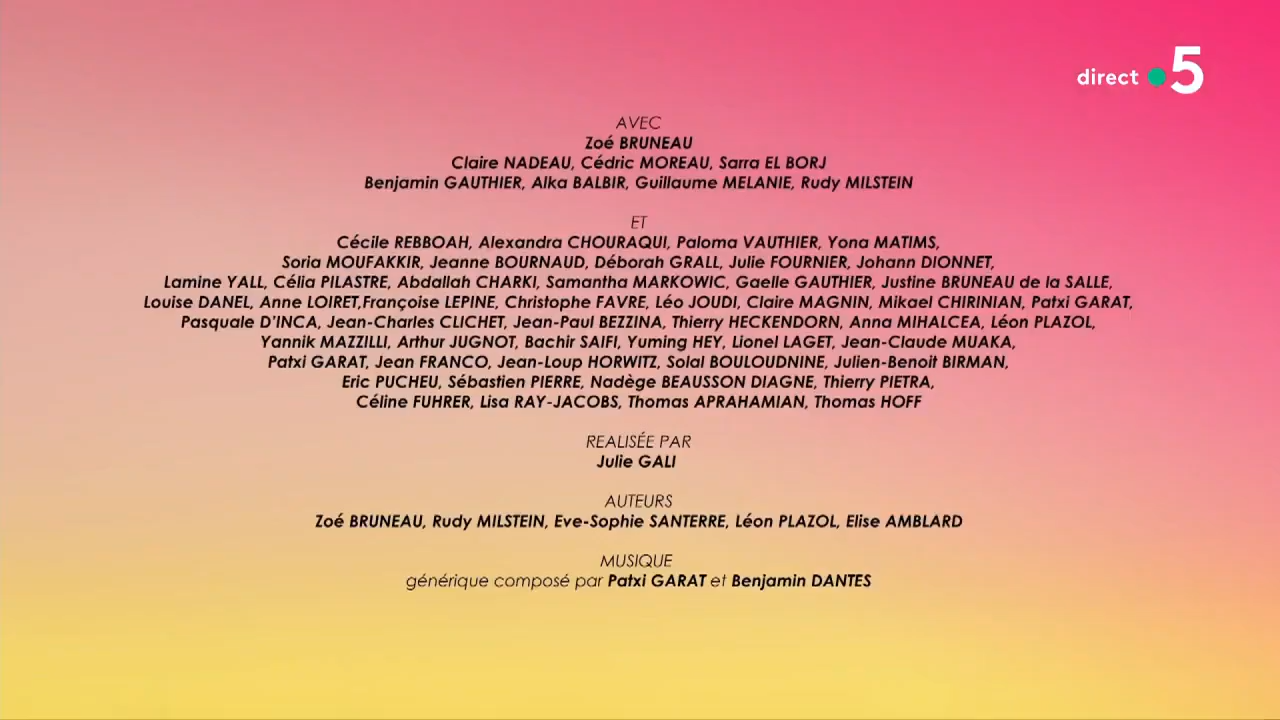 direct 5
AVEC
Zoé BRUNEAU
Claire NADEAU, Cédric MOREAU, Sarra EL BORJ
Benjamin GAUTHIER, Alka BALBIR, Guillaume MELANIE, Rudy MILSTEIN
ET
Cécile REBBOAH, Alexandra CHOURAQUI, Paloma VAUTHIER, Yona MATIMS,
Soria MOUFAKKIR, Jeanne BOURNAUD, Déborah GRALL, Julie FOURNIER, Johann DIONNET,
Lamine YALL, Célia PILASTRE, Abdallah CHARKI, Samantha MARKOWIC, Gaelle GAUTHIER, Justine BRUNEAU de la SALLE,
Louise DANEL, Anne LOIRET,Françoise LEPINE, Christophe FAVRE, Léo JOUDI, Claire MAGNIN, Mikael CHIRINIAN, Patxi GARAT,
Pasquale D'INCA, Jean-Charles CLICHET, Jean-Paul BEZZINA, Thierry HECKENDORN, Anna MIHALCEA, Léon PLAZOL,
Yannik MAZZILLI, Arthur JUGNOT, Bachir SAIFI, Yuming HEY, Lionel LAGET, Jean-Claude MUAKA,
Patxi GARAT, Jean FRANCO, Jean-Loup HORWITZ, Solal BOULOUDNINE, Julien-Benoit BIRMAN,
Eric PUCHEU, Sébastien PIERRE, Nadège BEAUSSON DIAGNE, Thierry PIETRA,
Céline FUHRER, Lisa RAY-JACOBS, Thomas APRAHAMIAN, Thomas HOFF
REALISÉE PAR
Julie GALI
AUTEURS
Zoé BRUNEAU, Rudy MILSTEIN, Eve-Sophie SANTERRE, Léon PLAZOL, Elise AMBLARD
MUSIQUE
générique composé par Patxi GARAT et Benjamin DANTES